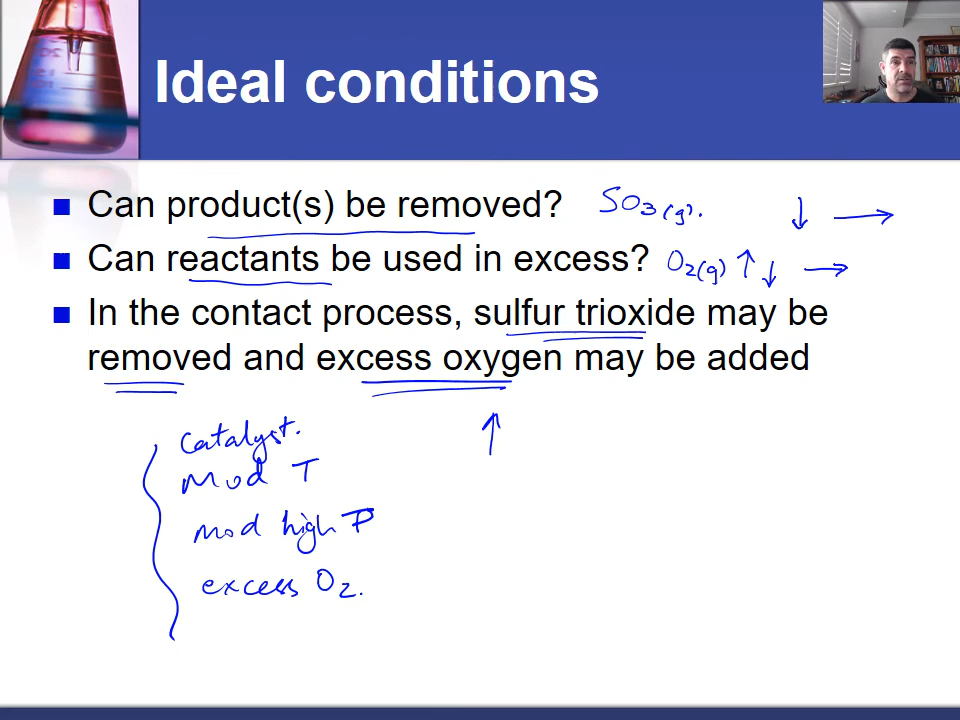 Ideal conditions
Can product(s) be removed? SO3(g). ↓ →
Can reactants be used in excess? O2(g) ↑ ↓ →
In the contact process, sulfur trioxide may be
removed and excess oxygen may be added
↑
catalyst.
mod T
mod high P
excess O2.